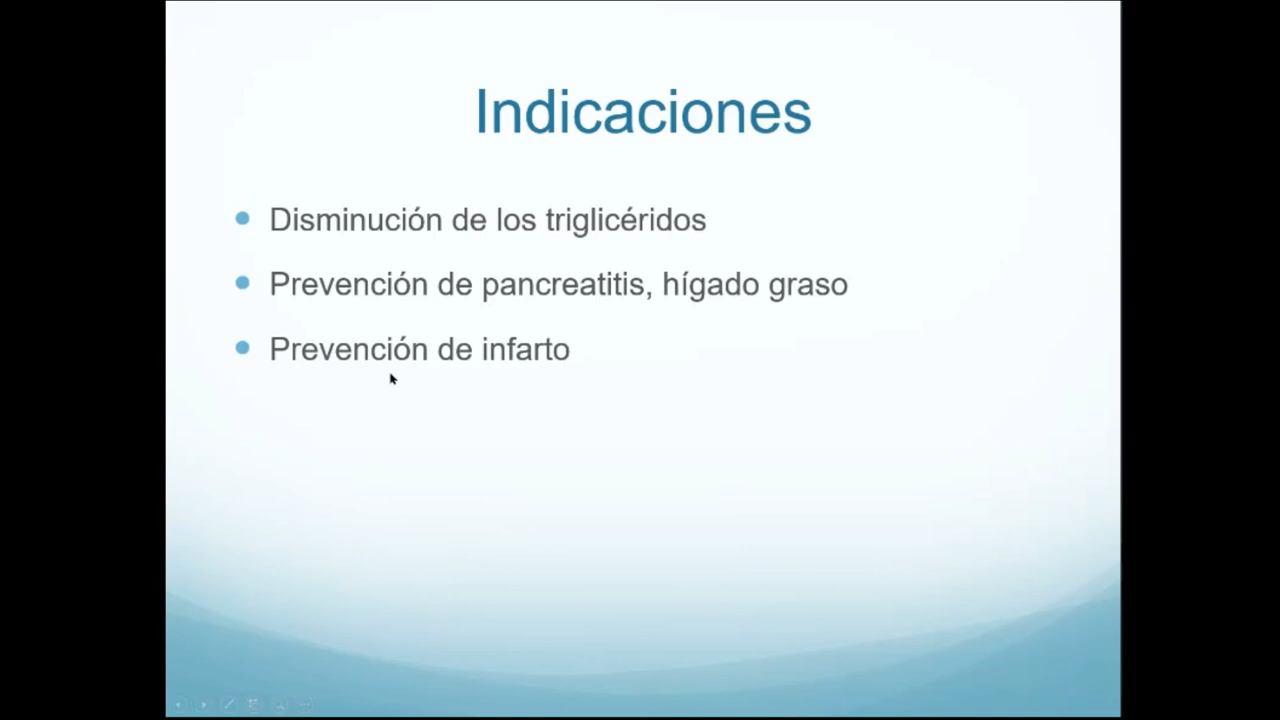 Indicaciones
Disminución de los triglicéridos
Prevención de pancreatitis, hígado graso
Prevención de infarto